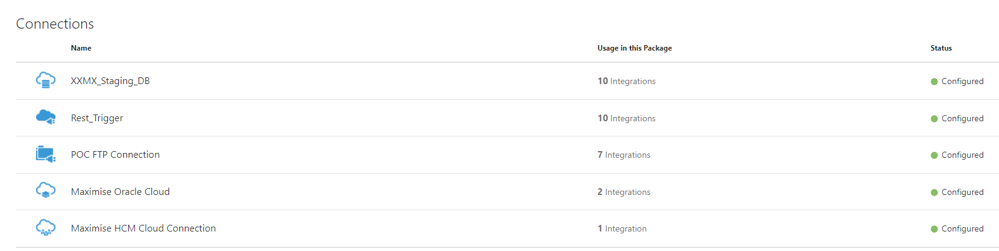 Connections
Name Usage in this Package Status
XXMX_Staging_DB 10 Integrations Configured
Rest_Trigger 10 Integrations Configured
POC FTP Connection 7 Integrations Configured
Maximise Oracle Cloud 2 Integrations Configured
Maximise HCM Cloud Connection 1 Integration Configured